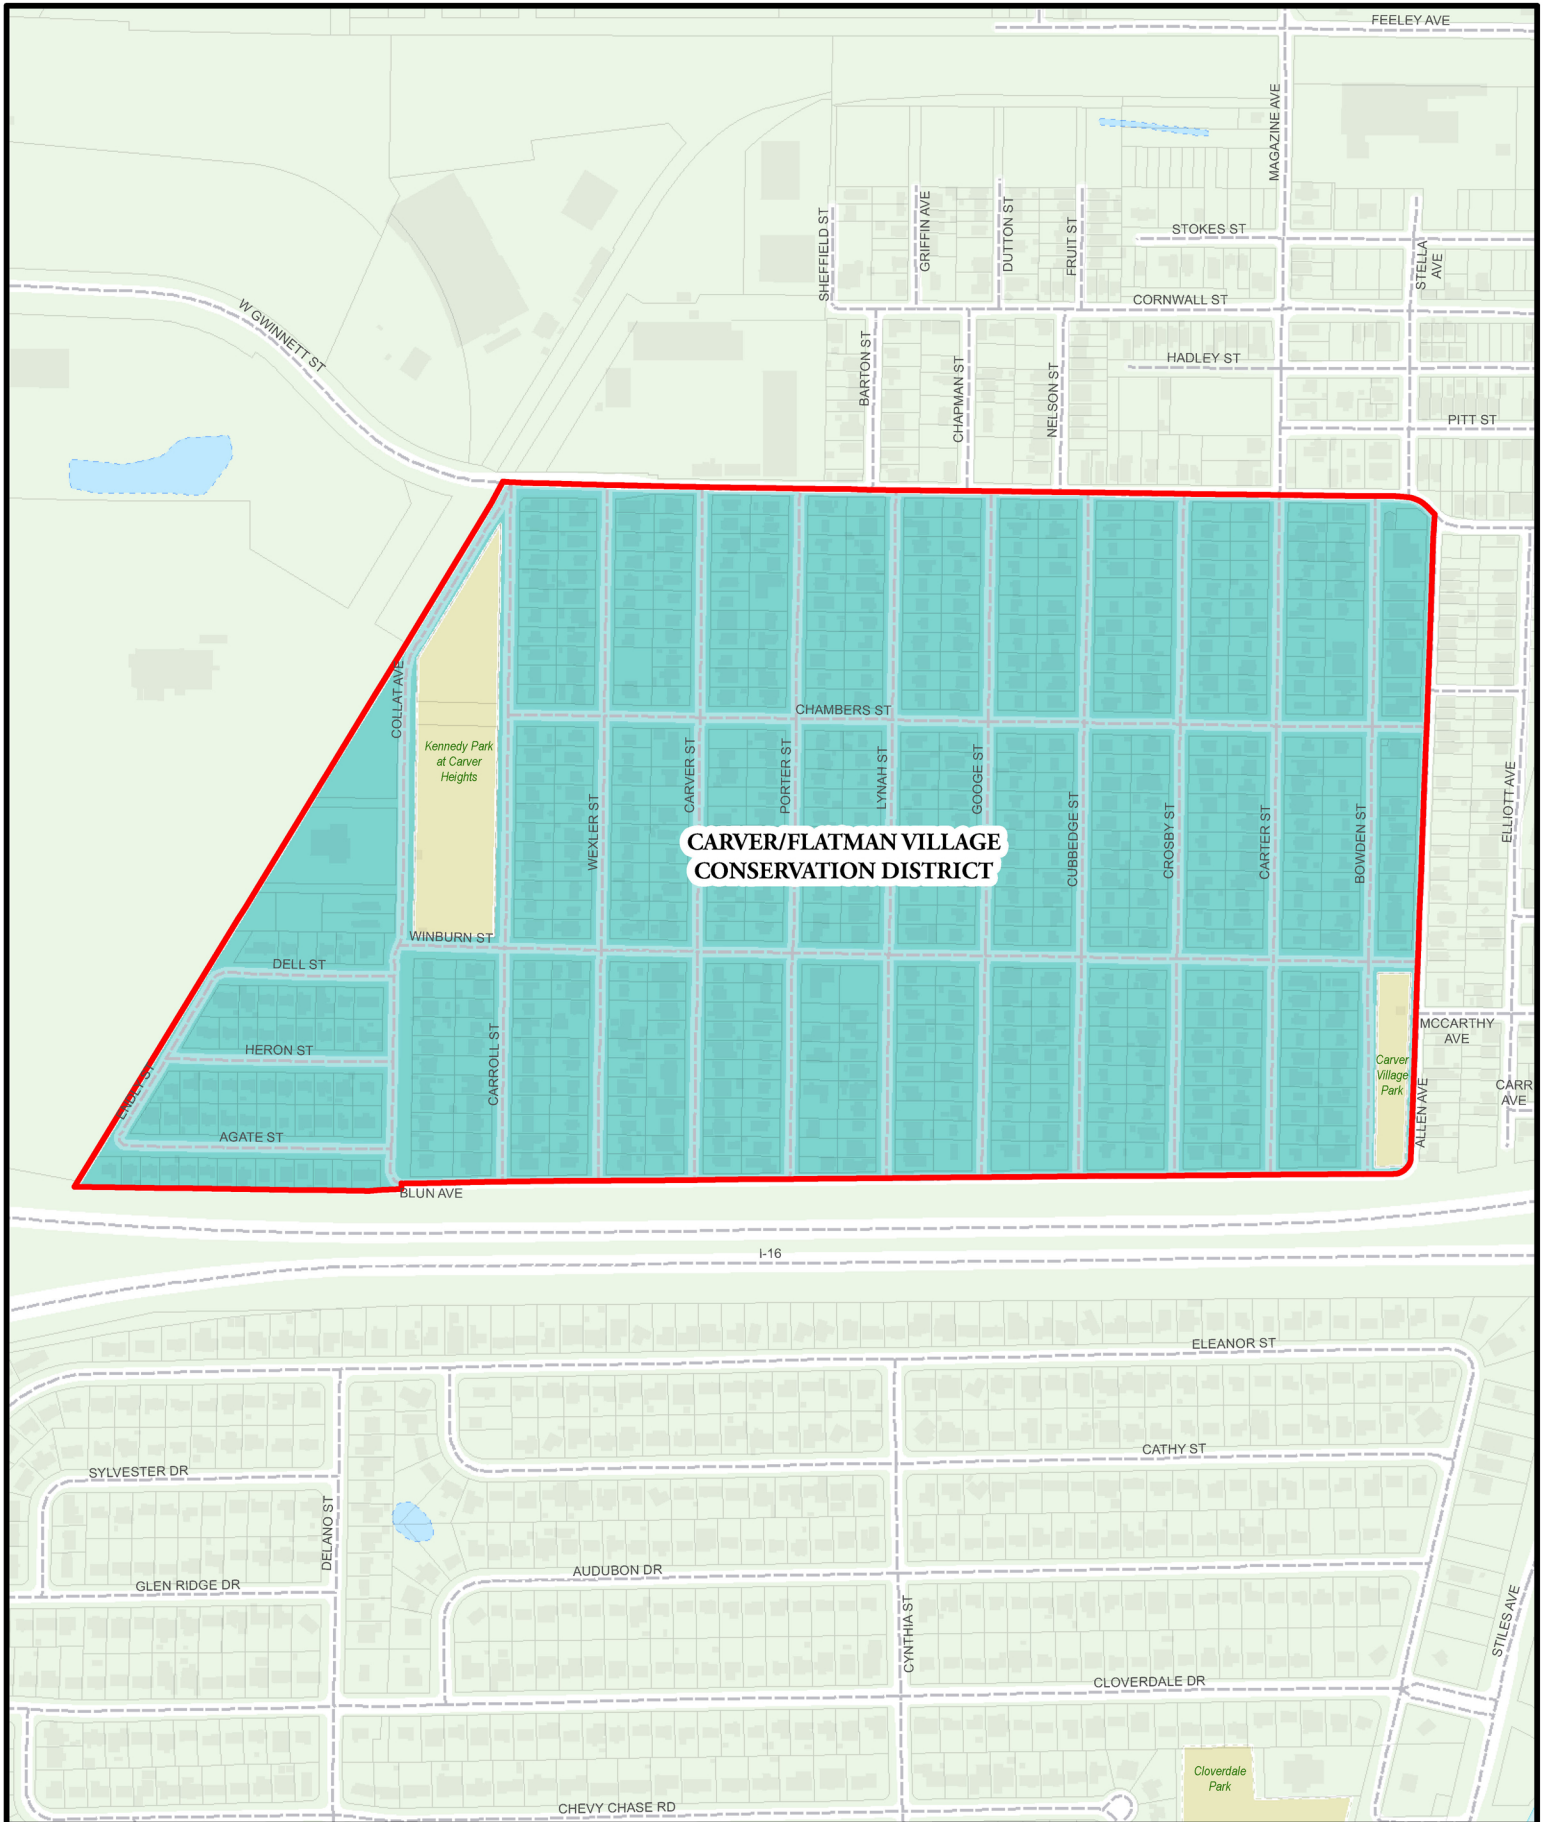 FEELEY AVE
MAGAZINE AVE
SHEFFIELD ST
GRIFFIN AVE
DUTTON ST
FRUIT ST
STOKES ST
STELLA
AVE
CORNWALL ST
W GWINNETT ST
BARTON ST
CHAPMAN ST
NELSON ST
HADLEY ST
PITT ST
COLLAT AVE
CHAMBERS ST
Kennedy Park
at Carver
Heights
WEXLER ST
CARVER ST
PORTER ST
LYNAH ST
GOOGE ST
CUBBEDGE ST
CROSBY ST
CARTER ST
BOWDEN ST
ELLIOTT AVE
CARVER/FLATMAN VILLAGE
CONSERVATION DISTRICT
WINBURN ST
DELL ST
HERON ST
AGATE ST
CARROLL ST
MCCARTHY
AVE
Carver
Village
Park
ALLEN AVE
CARR
AVE
BLUN AVE
I-16
ELEANOR ST
CATHY ST
SYLVESTER DR
DELANO ST
AUDUBON DR
GLEN RIDGE DR
CYNTHIA ST
STILES AVE
CLOVERDALE DR
Cloverdale
Park
CHEVY CHASE RD